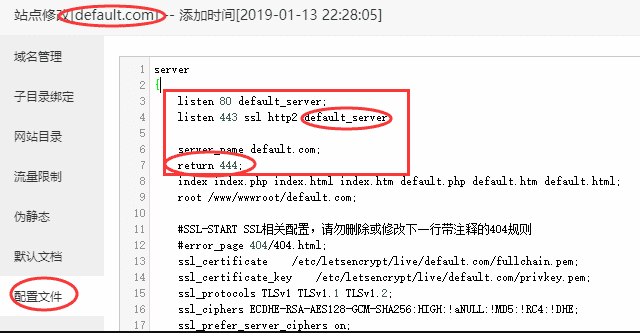 站点修改[default.com] -- 添加时间[2019-01-13 22:28:05]
域名管理
子目录绑定
网站目录
流量限制
伪静态
默认文档
配置文件
1 server
2 {
3 listen 80 default_server;
4 listen 443 ssl http2 default_server
5
6 server_name default.com;
7 return 444;
8 index index.php index.html index.htm default.php default.htm default.html;
9 root /www/wwwroot/default.com;
10
11 #SSL-START SSL相关配置，请勿删除或修改下一行带注释的404规则
12 #error_page 404/404.html;
13 ssl_certificate /etc/letsencrypt/live/default.com/fullchain.pem;
14 ssl_certificate_key /etc/letsencrypt/live/default.com/privkey.pem;
15 ssl_protocols TLSv1 TLSv1.1 TLSv1.2;
16 ssl_ciphers ECDHE-RSA-AES128-GCM-SHA256:HIGH:!aNULL:!MD5:!RC4:!DHE;
17 ssl_prefer_server_ciphers on;